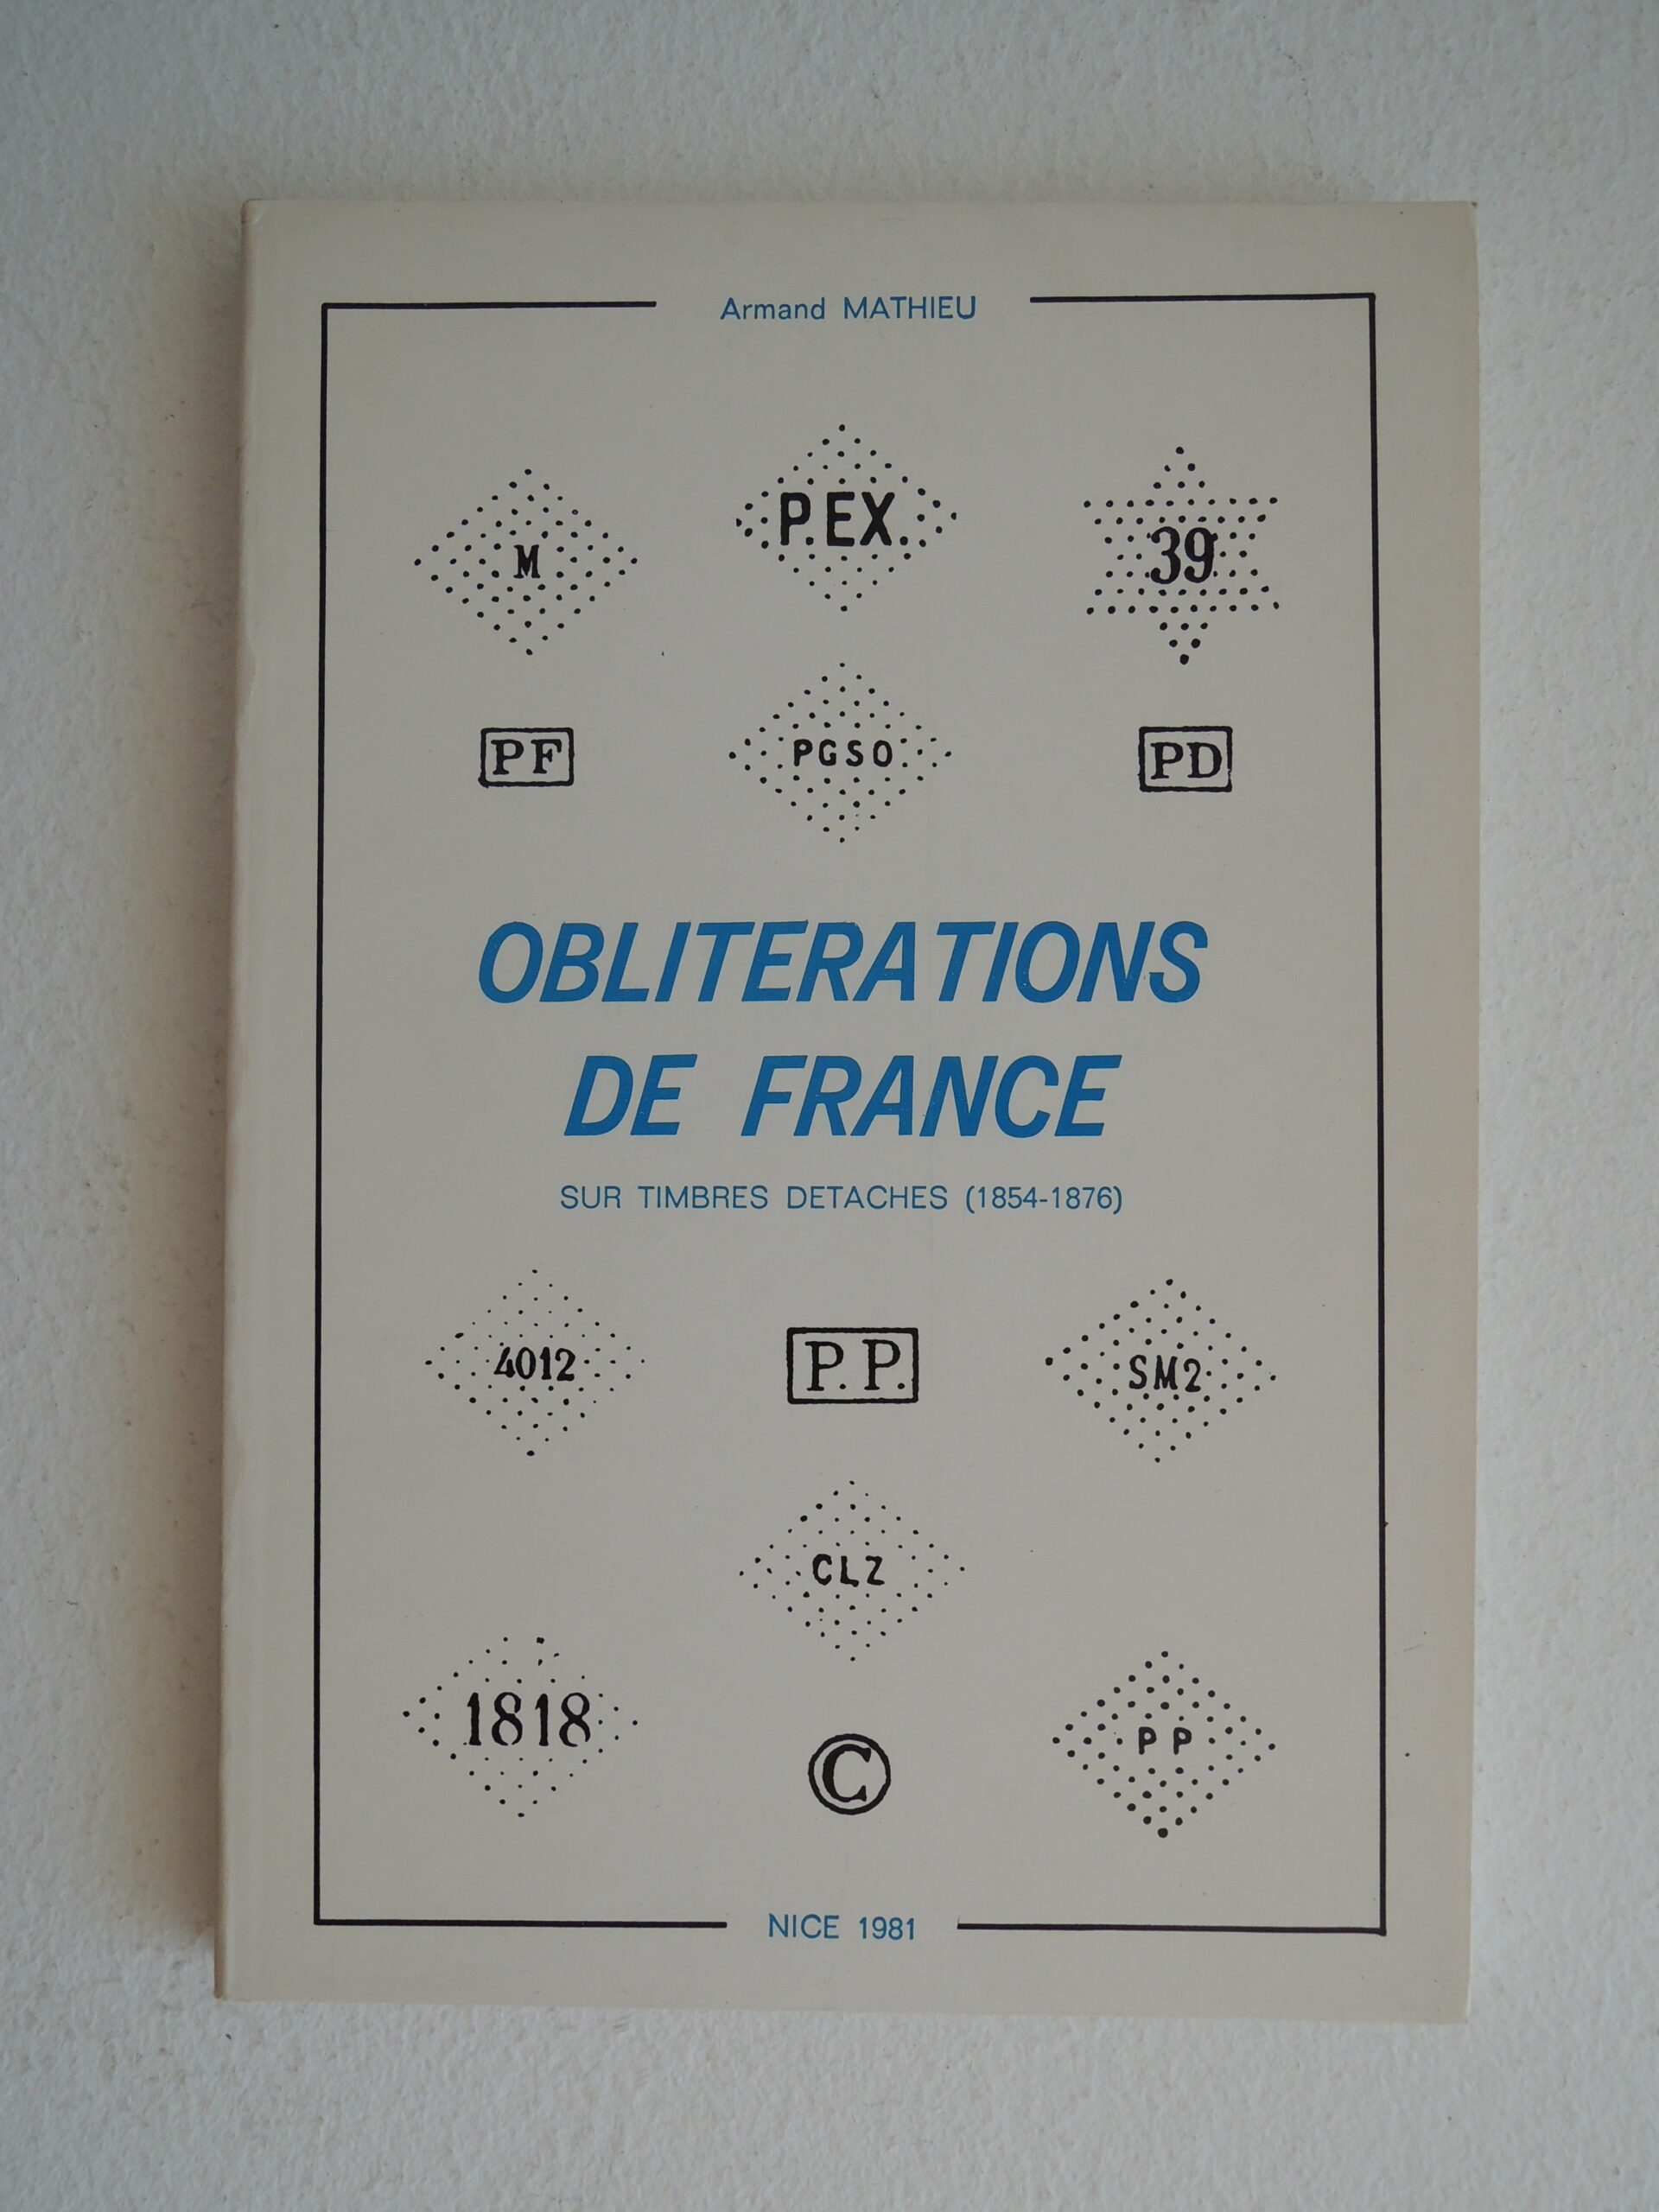 Armand MATHIEU
M
P.EX.
39
PF
PGSO
PD
OBLITERATIONS
DE FRANCE
SUR TIMBRES DETACHES (1854-1876)
4012
P.P.
SM2
CLZ
1818
C
PP
NICE 1981